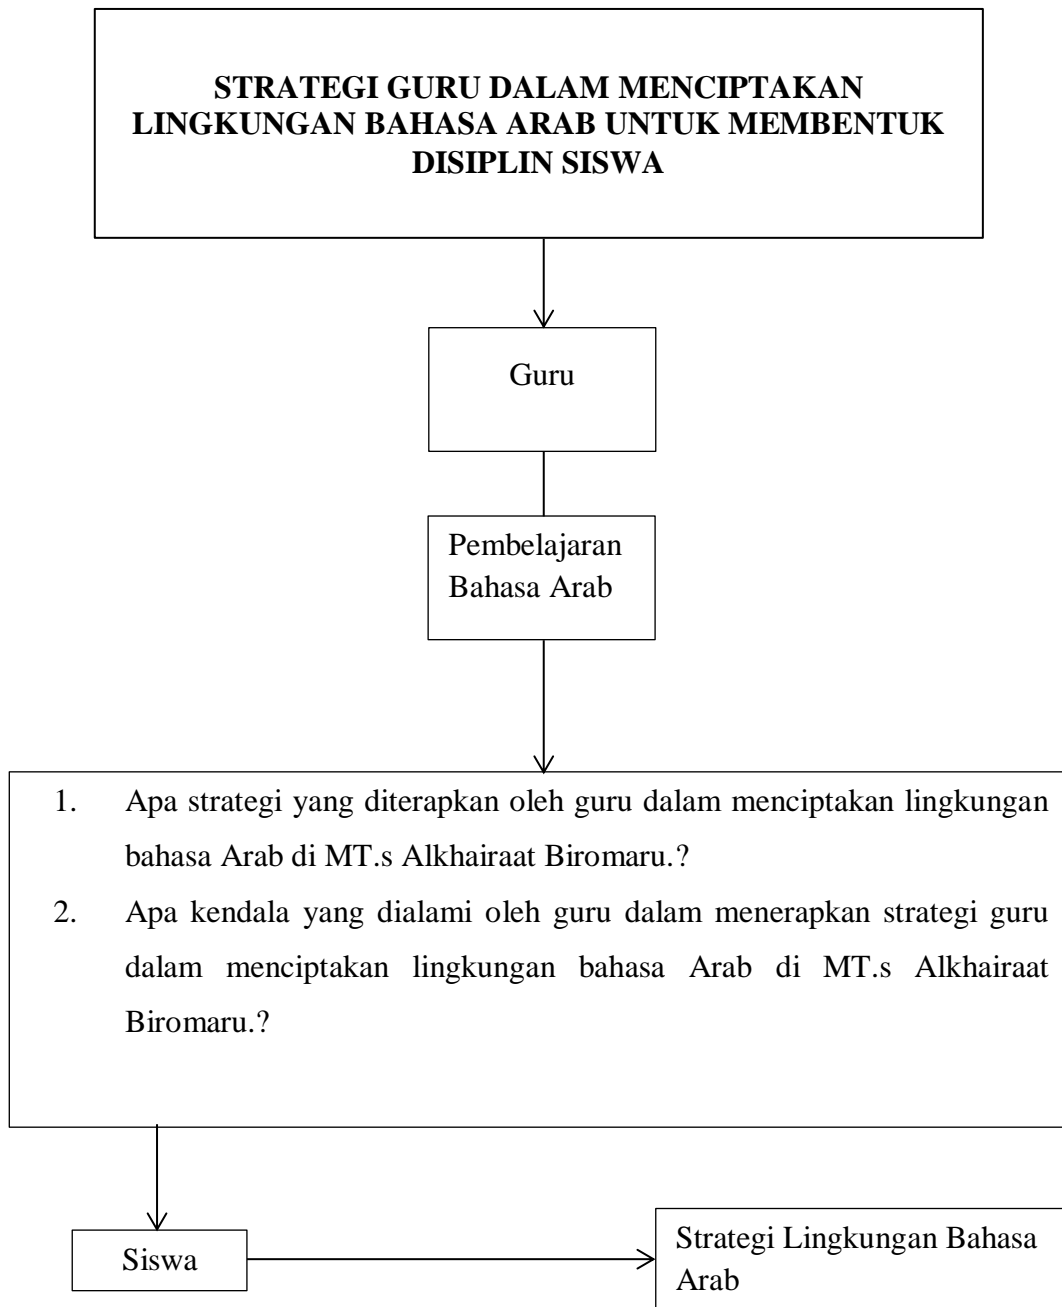 STRATEGI GURU DALAM MENCIPTAKAN
LINGKUNGAN BAHASA ARAB UNTUK MEMBENTUK
DISIPLIN SISWA
Guru
Pembelajaran
Bahasa Arab
1. Apa strategi yang diterapkan oleh guru dalam menciptakan lingkungan
bahasa Arab di MT.s Alkhairaat Biromaru.?
2. Apa kendala yang dialami oleh guru dalam menerapkan strategi guru
dalam menciptakan lingkungan bahasa Arab di MT.s Alkhairaat
Biromaru.?
Siswa
Strategi Lingkungan Bahasa
Arab